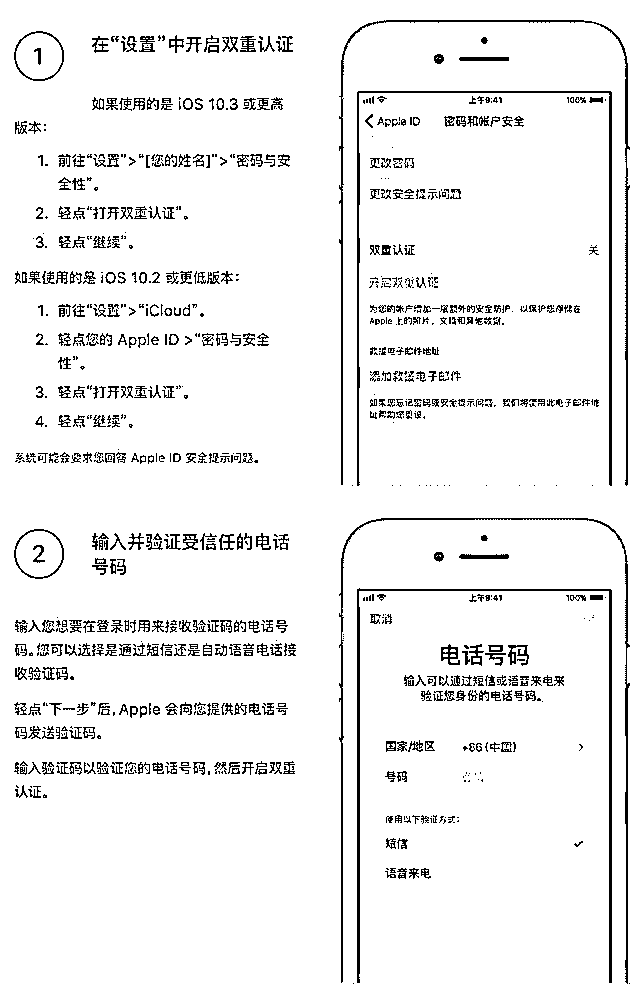 1
在“设置”中开启双重认证
如果使用的是 iOS 10.3 或更高
版本：
1. 前往“设置”>“[您的姓名]”>“密码与安
全性”。
2. 轻点“打开双重认证”。
3. 轻点“继续”。
如果使用的是 iOS 10.2 或更低版本：
1. 前往“设置”>“iCloud”。
2. 轻点您的 Apple ID >“密码与安全
性”。
3. 轻点“打开双重认证”。
4. 轻点“继续”。
系统可能会要求您回答 Apple ID 安全提示问题。
上午9:41
100%
Apple ID
密码和帐户安全
更改密码
更改安全提示问题
双重认证
关
开启双重认证
为您的帐户增加一层额外的安全防护，以保护您存储在
Apple 上的照片、文稿和其他数据。
救援电子邮件地址
添加救援电子邮件
如果您忘记密码或安全提示问题，我们将使用此电子邮件地
址帮助您重设。
2
输入并验证受信任的电话
号码
输入您想要在登录时用来接收验证码的电话号
码。您可以选择是通过短信还是自动语音电话接
收验证码。
轻点“下一步”后，Apple 会向您提供的电话号
码发送验证码。
输入验证码以验证您的电话号码，然后开启双重
认证。
上午9:41
100%
取消
电话号码
输入可以通过短信或语音来电来
验证您身份的电话号码。
国家/地区
+86 (中国)
号码
使用以下验证方式：
短信
语音来电